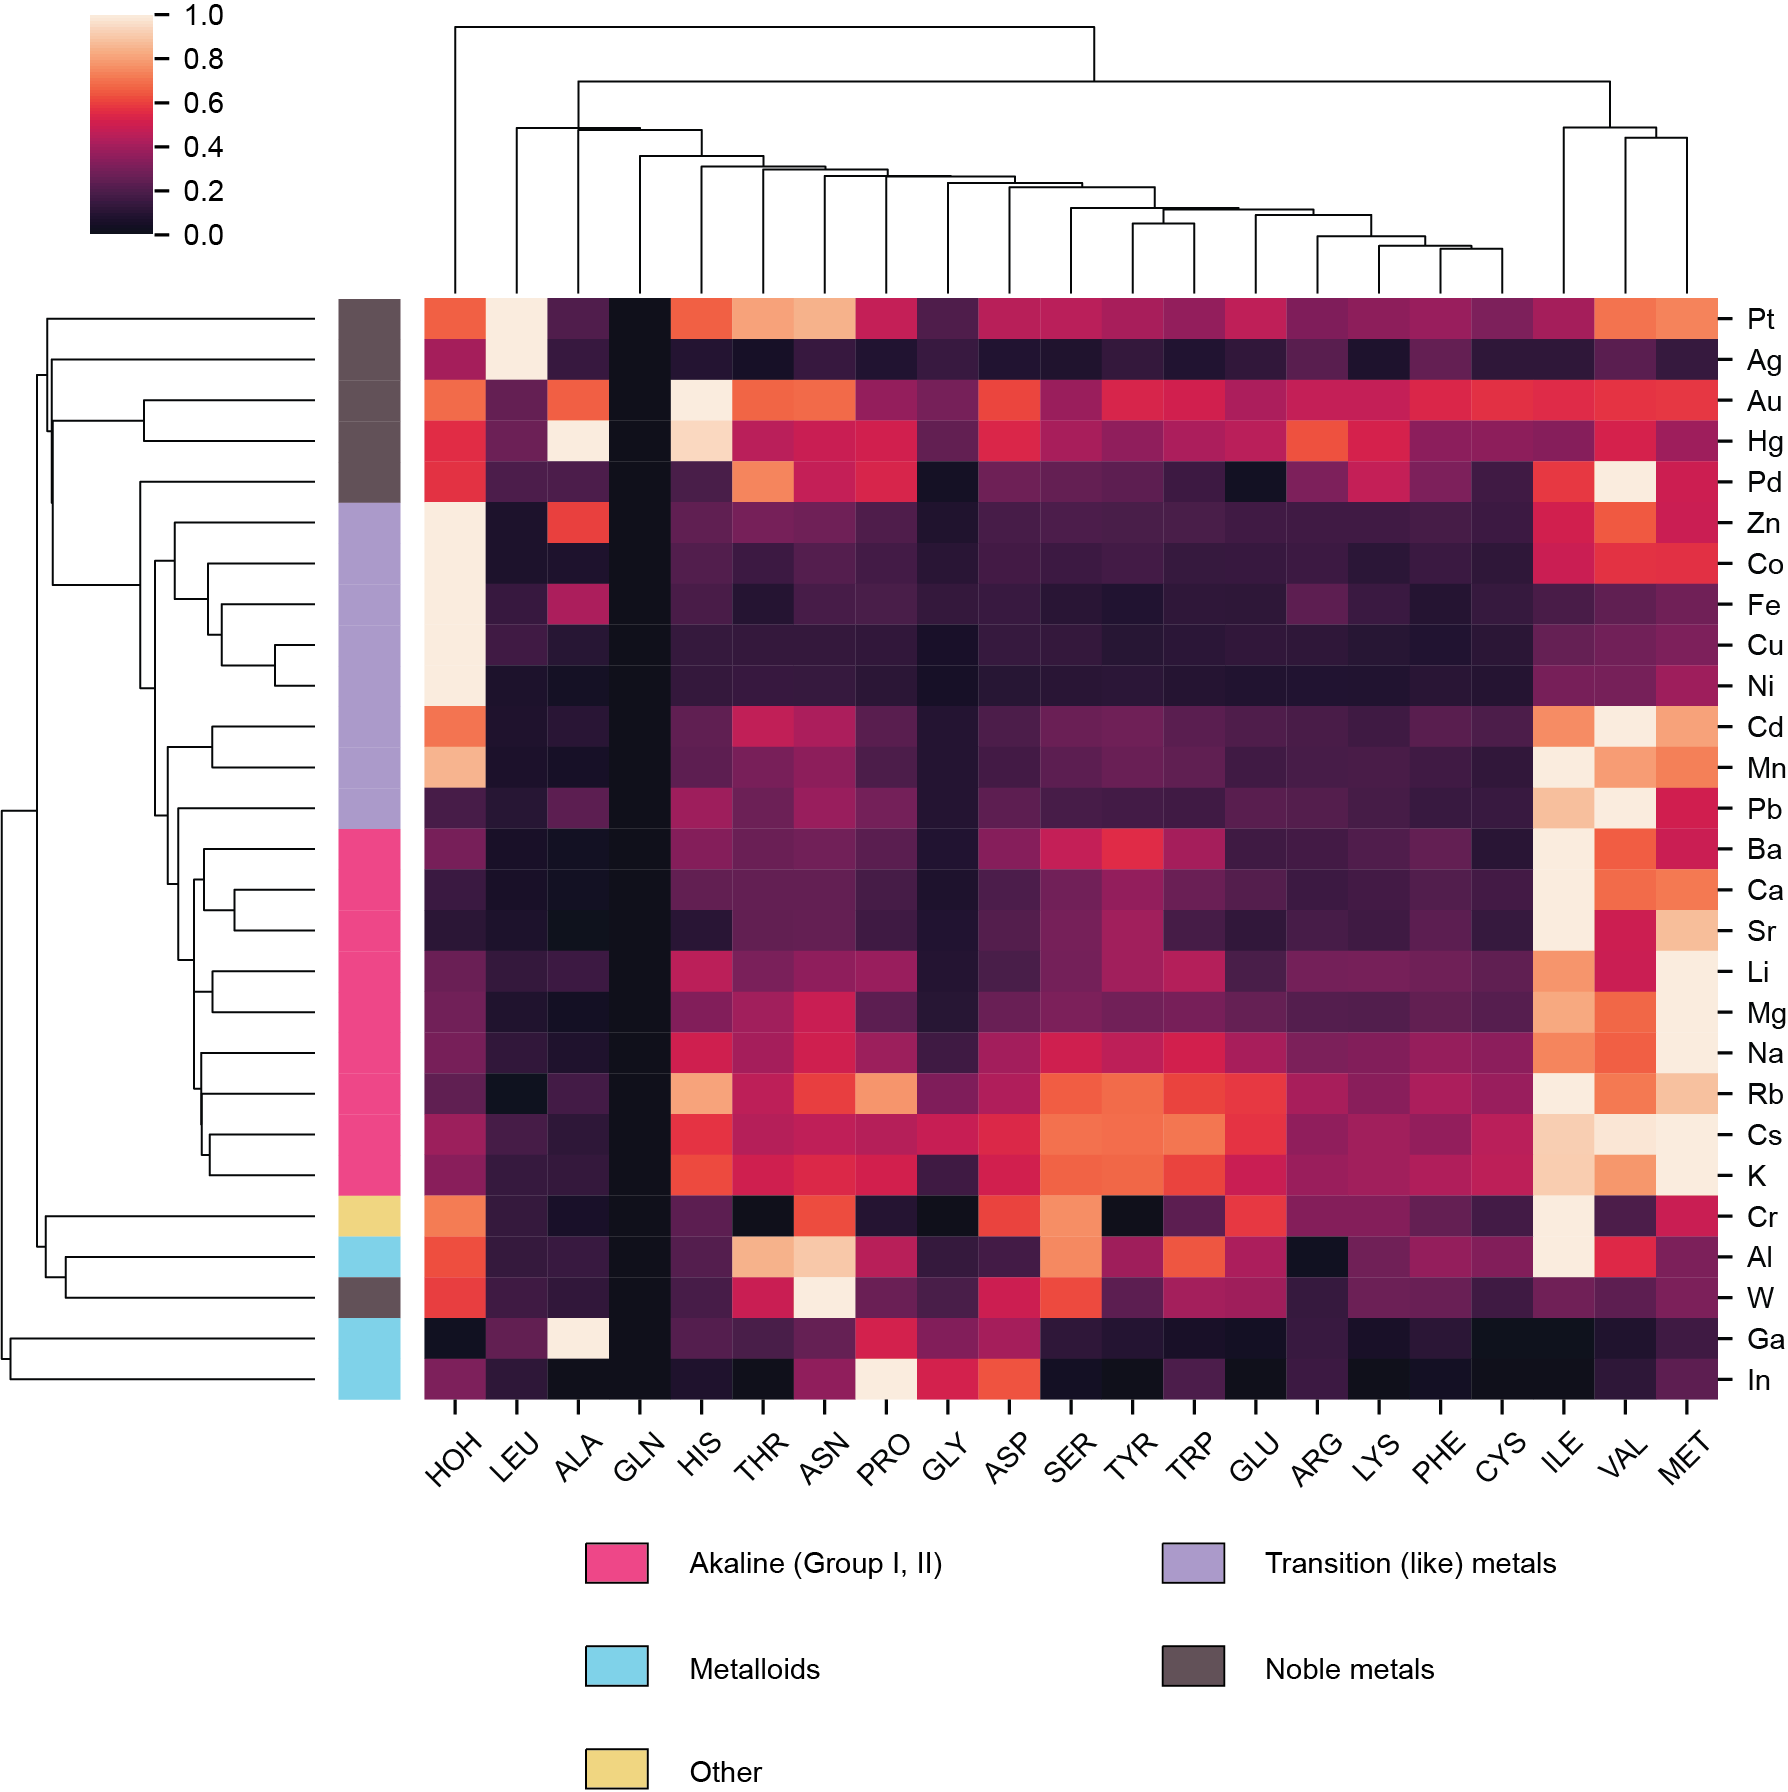 1.0
0.8
0.6
0.4
0.2
0.0
Pt
Ag
Au
Hg
Pd
Zn
Co
Fe
Cu
Ni
Cd
Mn
Pb
Ba
Ca
Sr
Li
Mg
Na
Rb
Cs
K
Cr
Al
W
Ga
In
HOH LEU ALA GLN HIS THR ASN PRO GLY ASP SER TYR TRP GLU ARG LYS PHE CYS ILE VAL MET
Akaline (Group I, II) Transition (like) metals
Metalloids Noble metals
Other